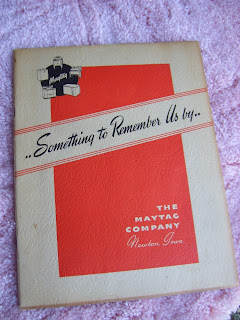 Maytag
..Something to Remember Us by..
THE
MAYTAG
COMPANY
Newton Iowa